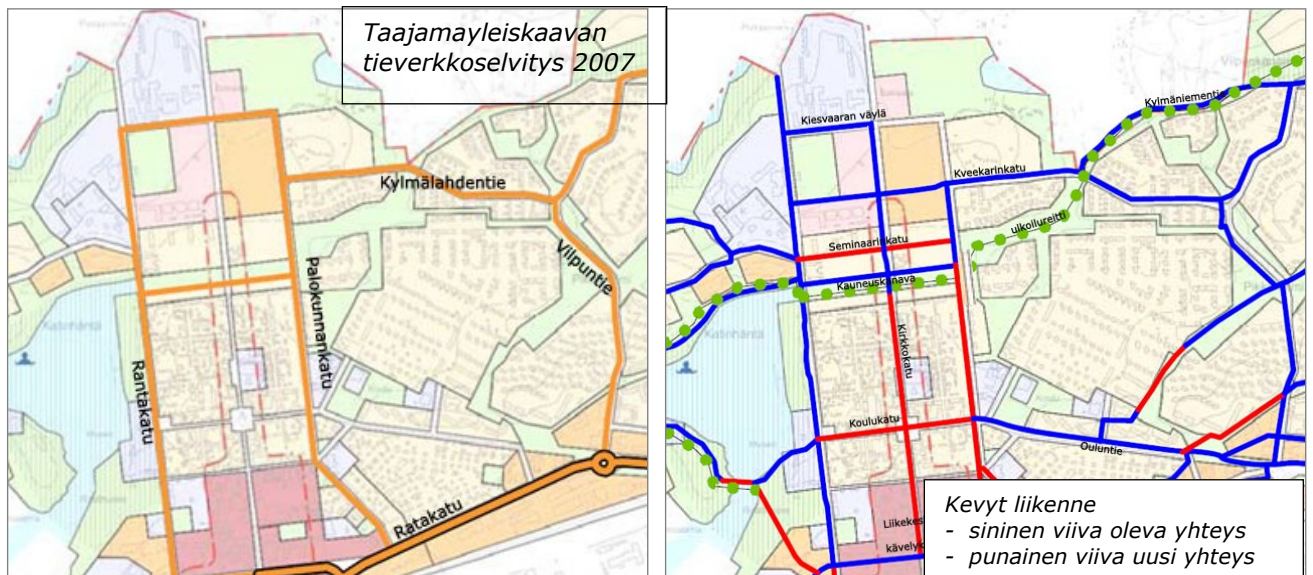 Taajamayleiskaavan
tieverkkoselvitys 2007
Kylmälahdentie
Vilpuntie
Palokunnankatu
Rantakatu
Ratakatu
Kylmäniementie
Kiesvaaran väylä
Kveekarinkatu
ulkoilureitti
Seminaarinkatu
Kauneuskanava
Kirkkokatu
Koulukatu
Ouluntie
kävelyk
Kevyt liikenne
- sininen viiva oleva yhteys
- punainen viiva uusi yhteys